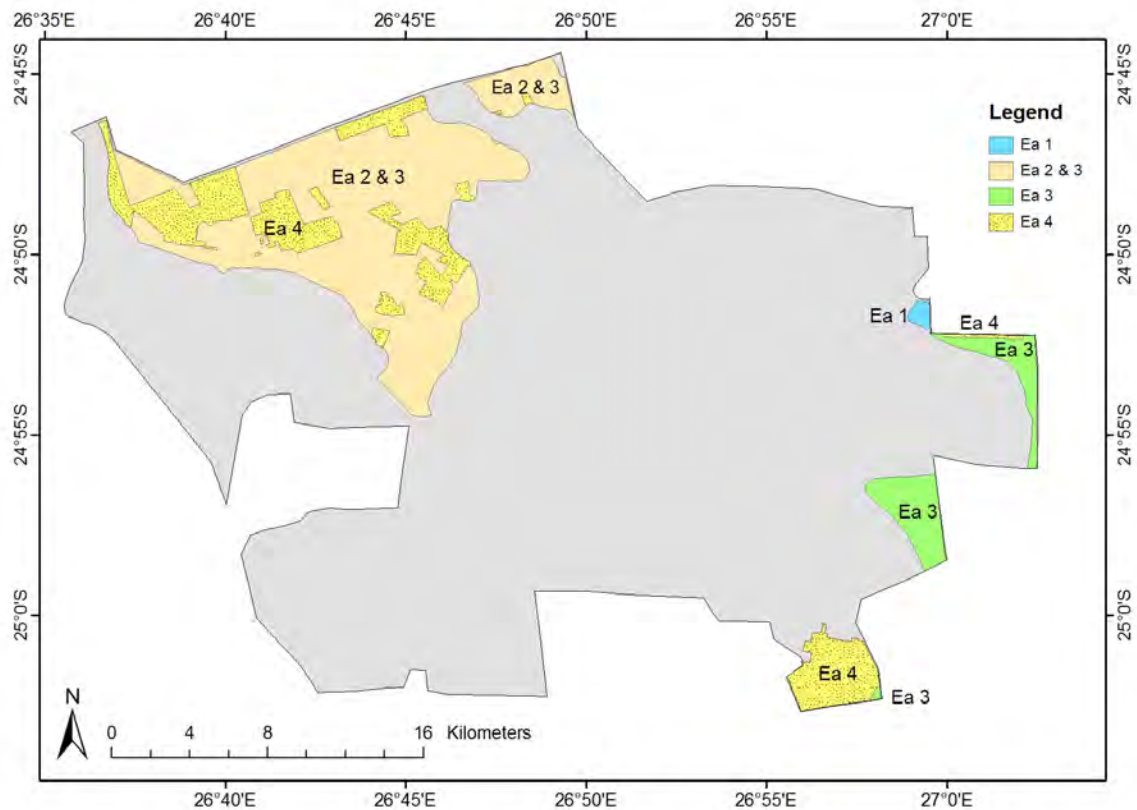 26°35'E
26°40'E
26°45'E
26°50'E
26°55'E
27°0'E
24°45'S
24°45'S
Ea 2 & 3
Legend
Ea 1
Ea 2 & 3
Ea 3
Ea 4
Ea 2 & 3
Ea 4
24°50'S
24°50'S
Ea 1
Ea 4
Ea 3
24°55'S
24°55'S
Ea 3
25°0'S
25°0'S
Ea 4
Ea 3
N
0 4 8 16 Kilometers
26°40'E
26°45'E
26°50'E
26°55'E
27°0'E